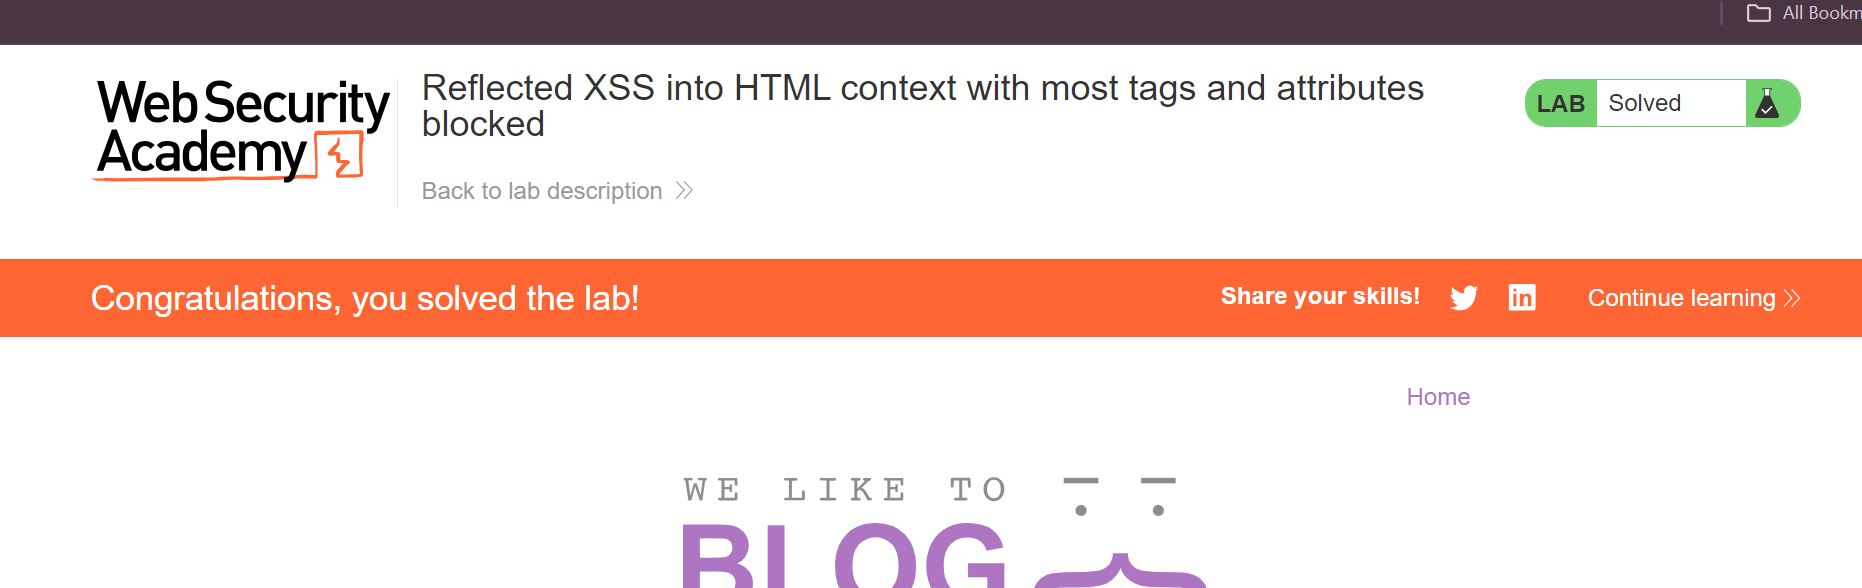 All Bookm
Web Security
Academy
Reflected XSS into HTML context with most tags and attributes
blocked
Back to lab description
LAB Solved
Congratulations, you solved the lab!
Share your skills!
Continue learning
Home
WE LIKE TO
BLOG